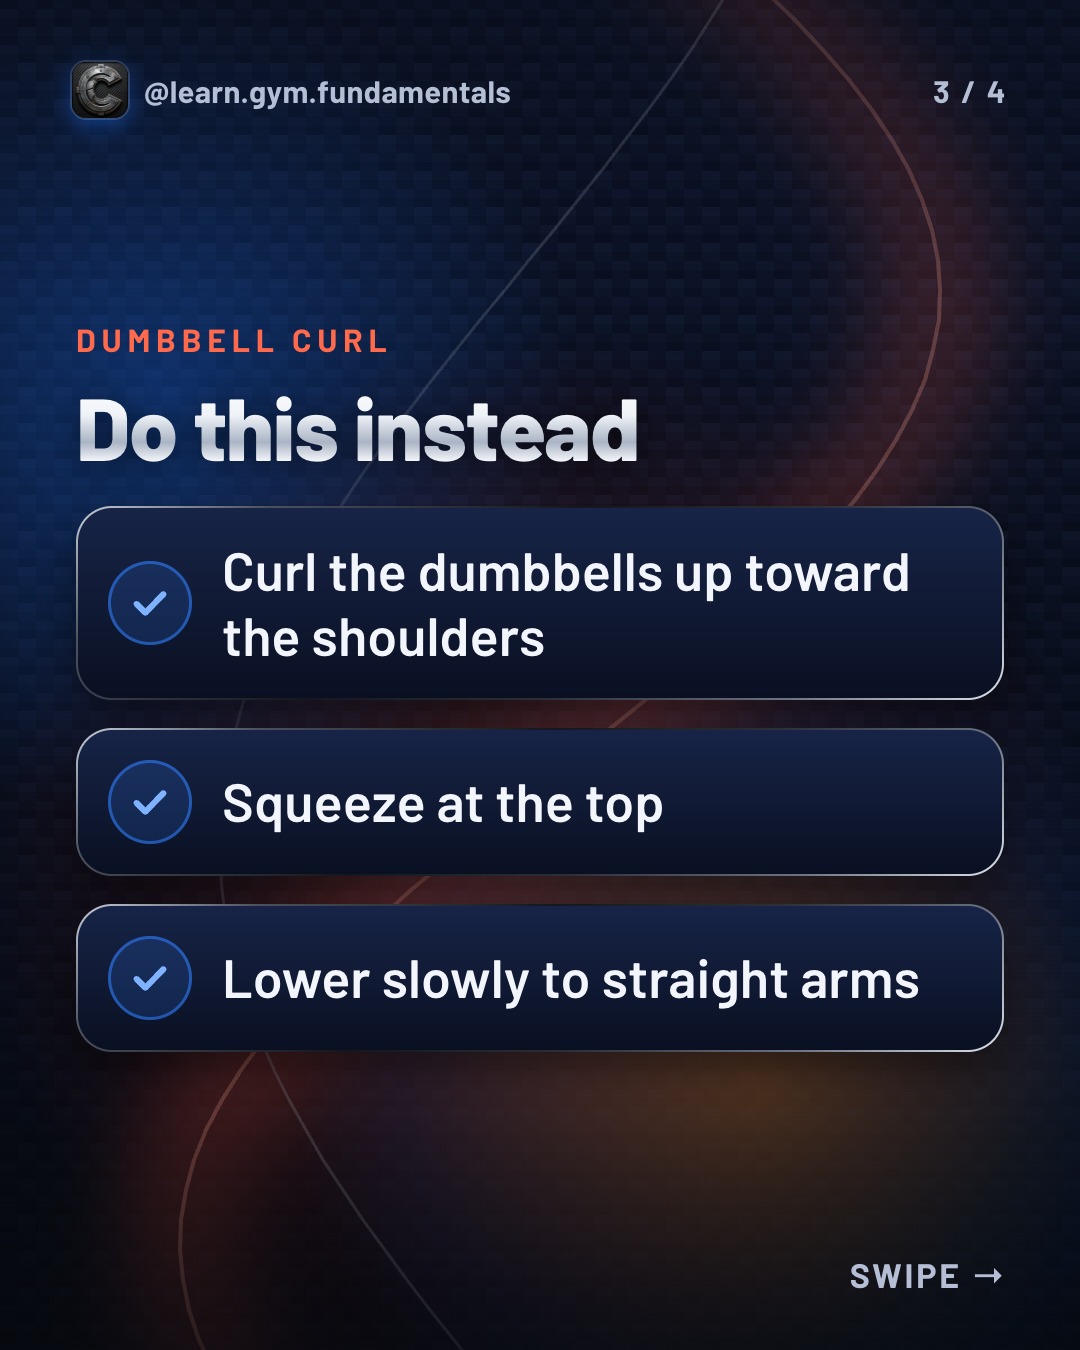 @learn.gym.fundamentals
3 / 4
DUMBBELL CURL
Do this instead
Curl the dumbbells up toward
the shoulders
Squeeze at the top
Lower slowly to straight arms
SWIPE →